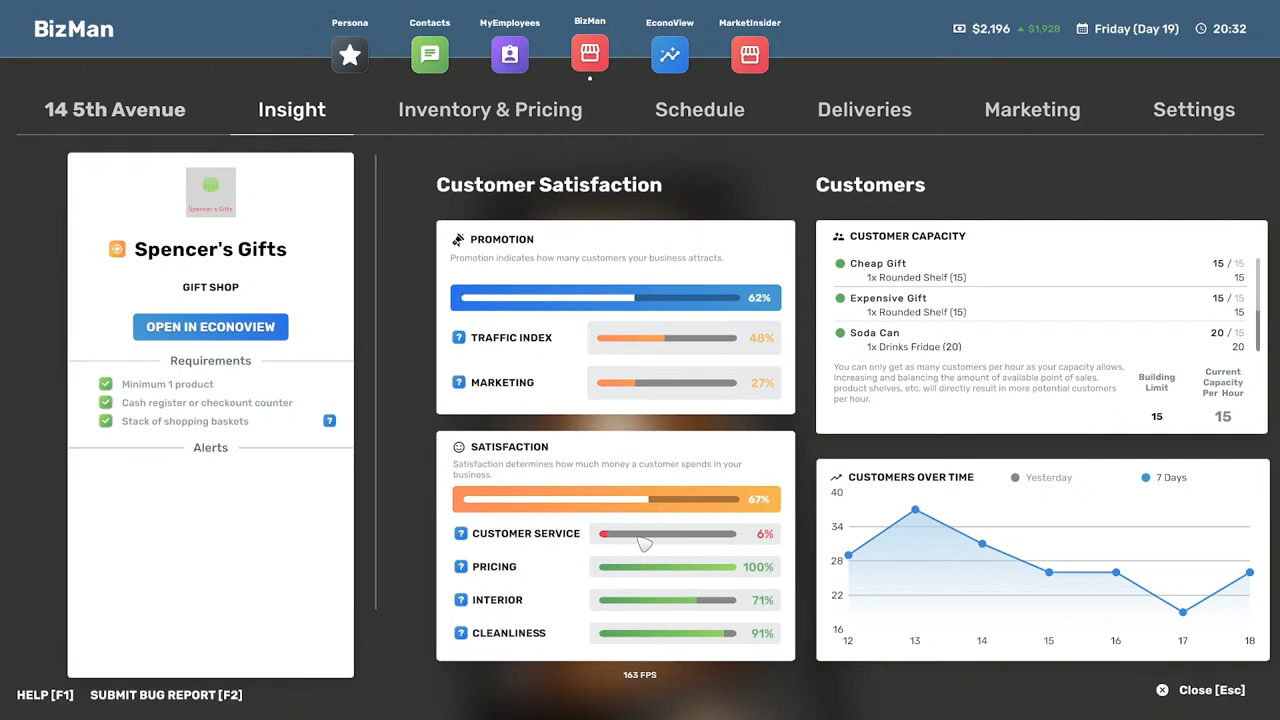 BizMan
Persona
Contacts
MyEmployees
BizMan
EconoView
MarketInsider
$2,196
$1,928
Friday (Day 19)
20:32
14 5th Avenue
Insight
Inventory & Pricing
Schedule
Deliveries
Marketing
Settings
Spencer's Gifts
Spencer's Gifts
GIFT SHOP
OPEN IN ECONOVIEW
Requirements
Minimum 1 product
Cash register or checkount counter
Stack of shopping baskets
?
Alerts
Customer Satisfaction
PROMOTION
Promotion indicates how many customers your business attracts.
62%
? TRAFFIC INDEX 48%
? MARKETING 27%
SATISFACTION
Satisfaction determines how much money a customer spends in your
business.
67%
? CUSTOMER SERVICE 6%
? PRICING 100%
? INTERIOR 71%
? CLEANLINESS 91%
Customers
CUSTOMER CAPACITY
Cheap Gift 15 / 15
1x Rounded Shelf (15) 15
Expensive Gift 15 / 15
1x Rounded Shelf (15) 15
Soda Can 20 / 15
1x Drinks Fridge (20) 20
You can only get as many customers per hour as your capacity allows.
Increasing and balancing the amount of available point of sales,
product shelves, etc. will directly result in more potential customers
per hour.
Building
Limit
15
Current
Capacity
Per Hour
15
CUSTOMERS OVER TIME
Yesterday
7 Days
40
34
28
22
16
12 13 14 15 16 17 18
163 FPS
HELP [F1]
SUBMIT BUG REPORT [F2]
Close [Esc]